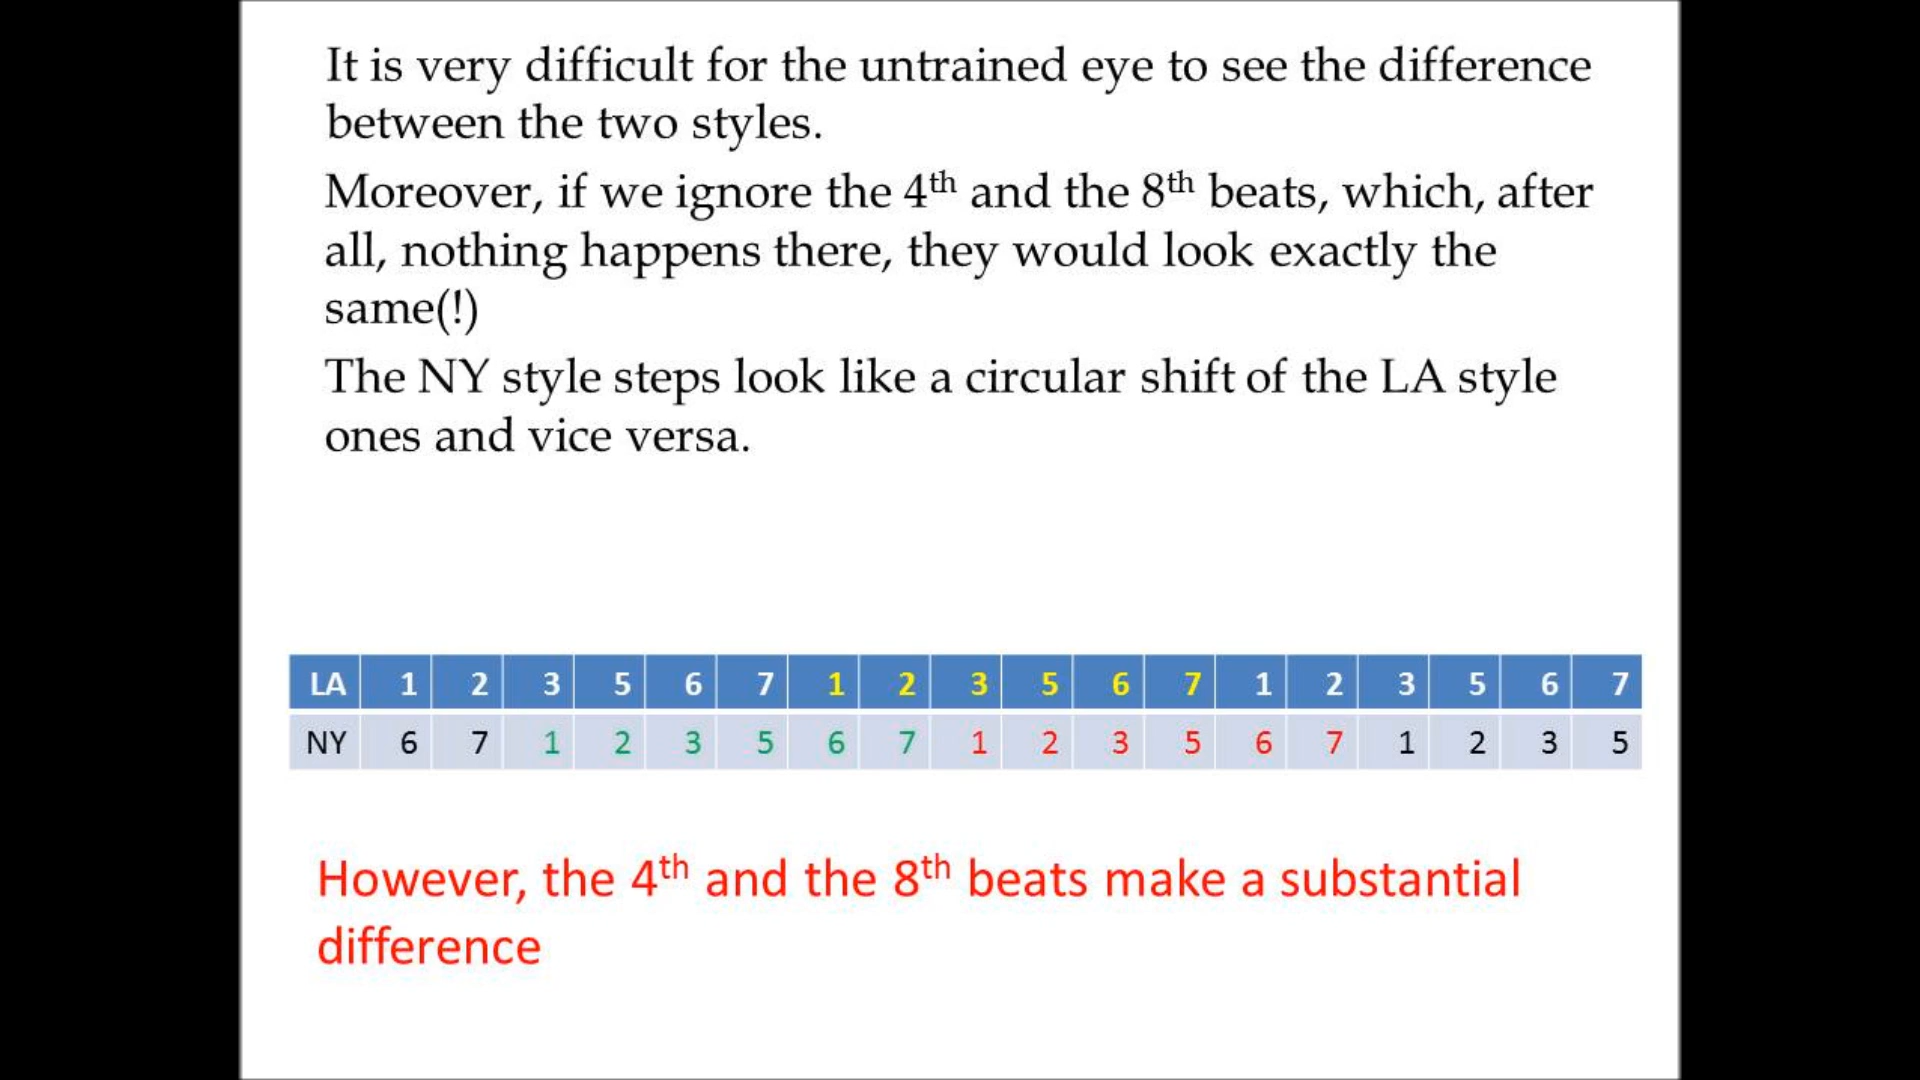 It is very difficult for the untrained eye to see the difference
between the two styles.
Moreover, if we ignore the 4th and the 8th beats, which, after
all, nothing happens there, they would look exactly the
same(!)
The NY style steps look like a circular shift of the LA style
ones and vice versa.
LA 1 2 3 5 6 7 1 2 3 5 6 7 1 2 3 5 6 7
NY 6 7 1 2 3 5 6 7 1 2 3 5 6 7 1 2 3 5
However, the 4th and the 8th beats make a substantial
difference